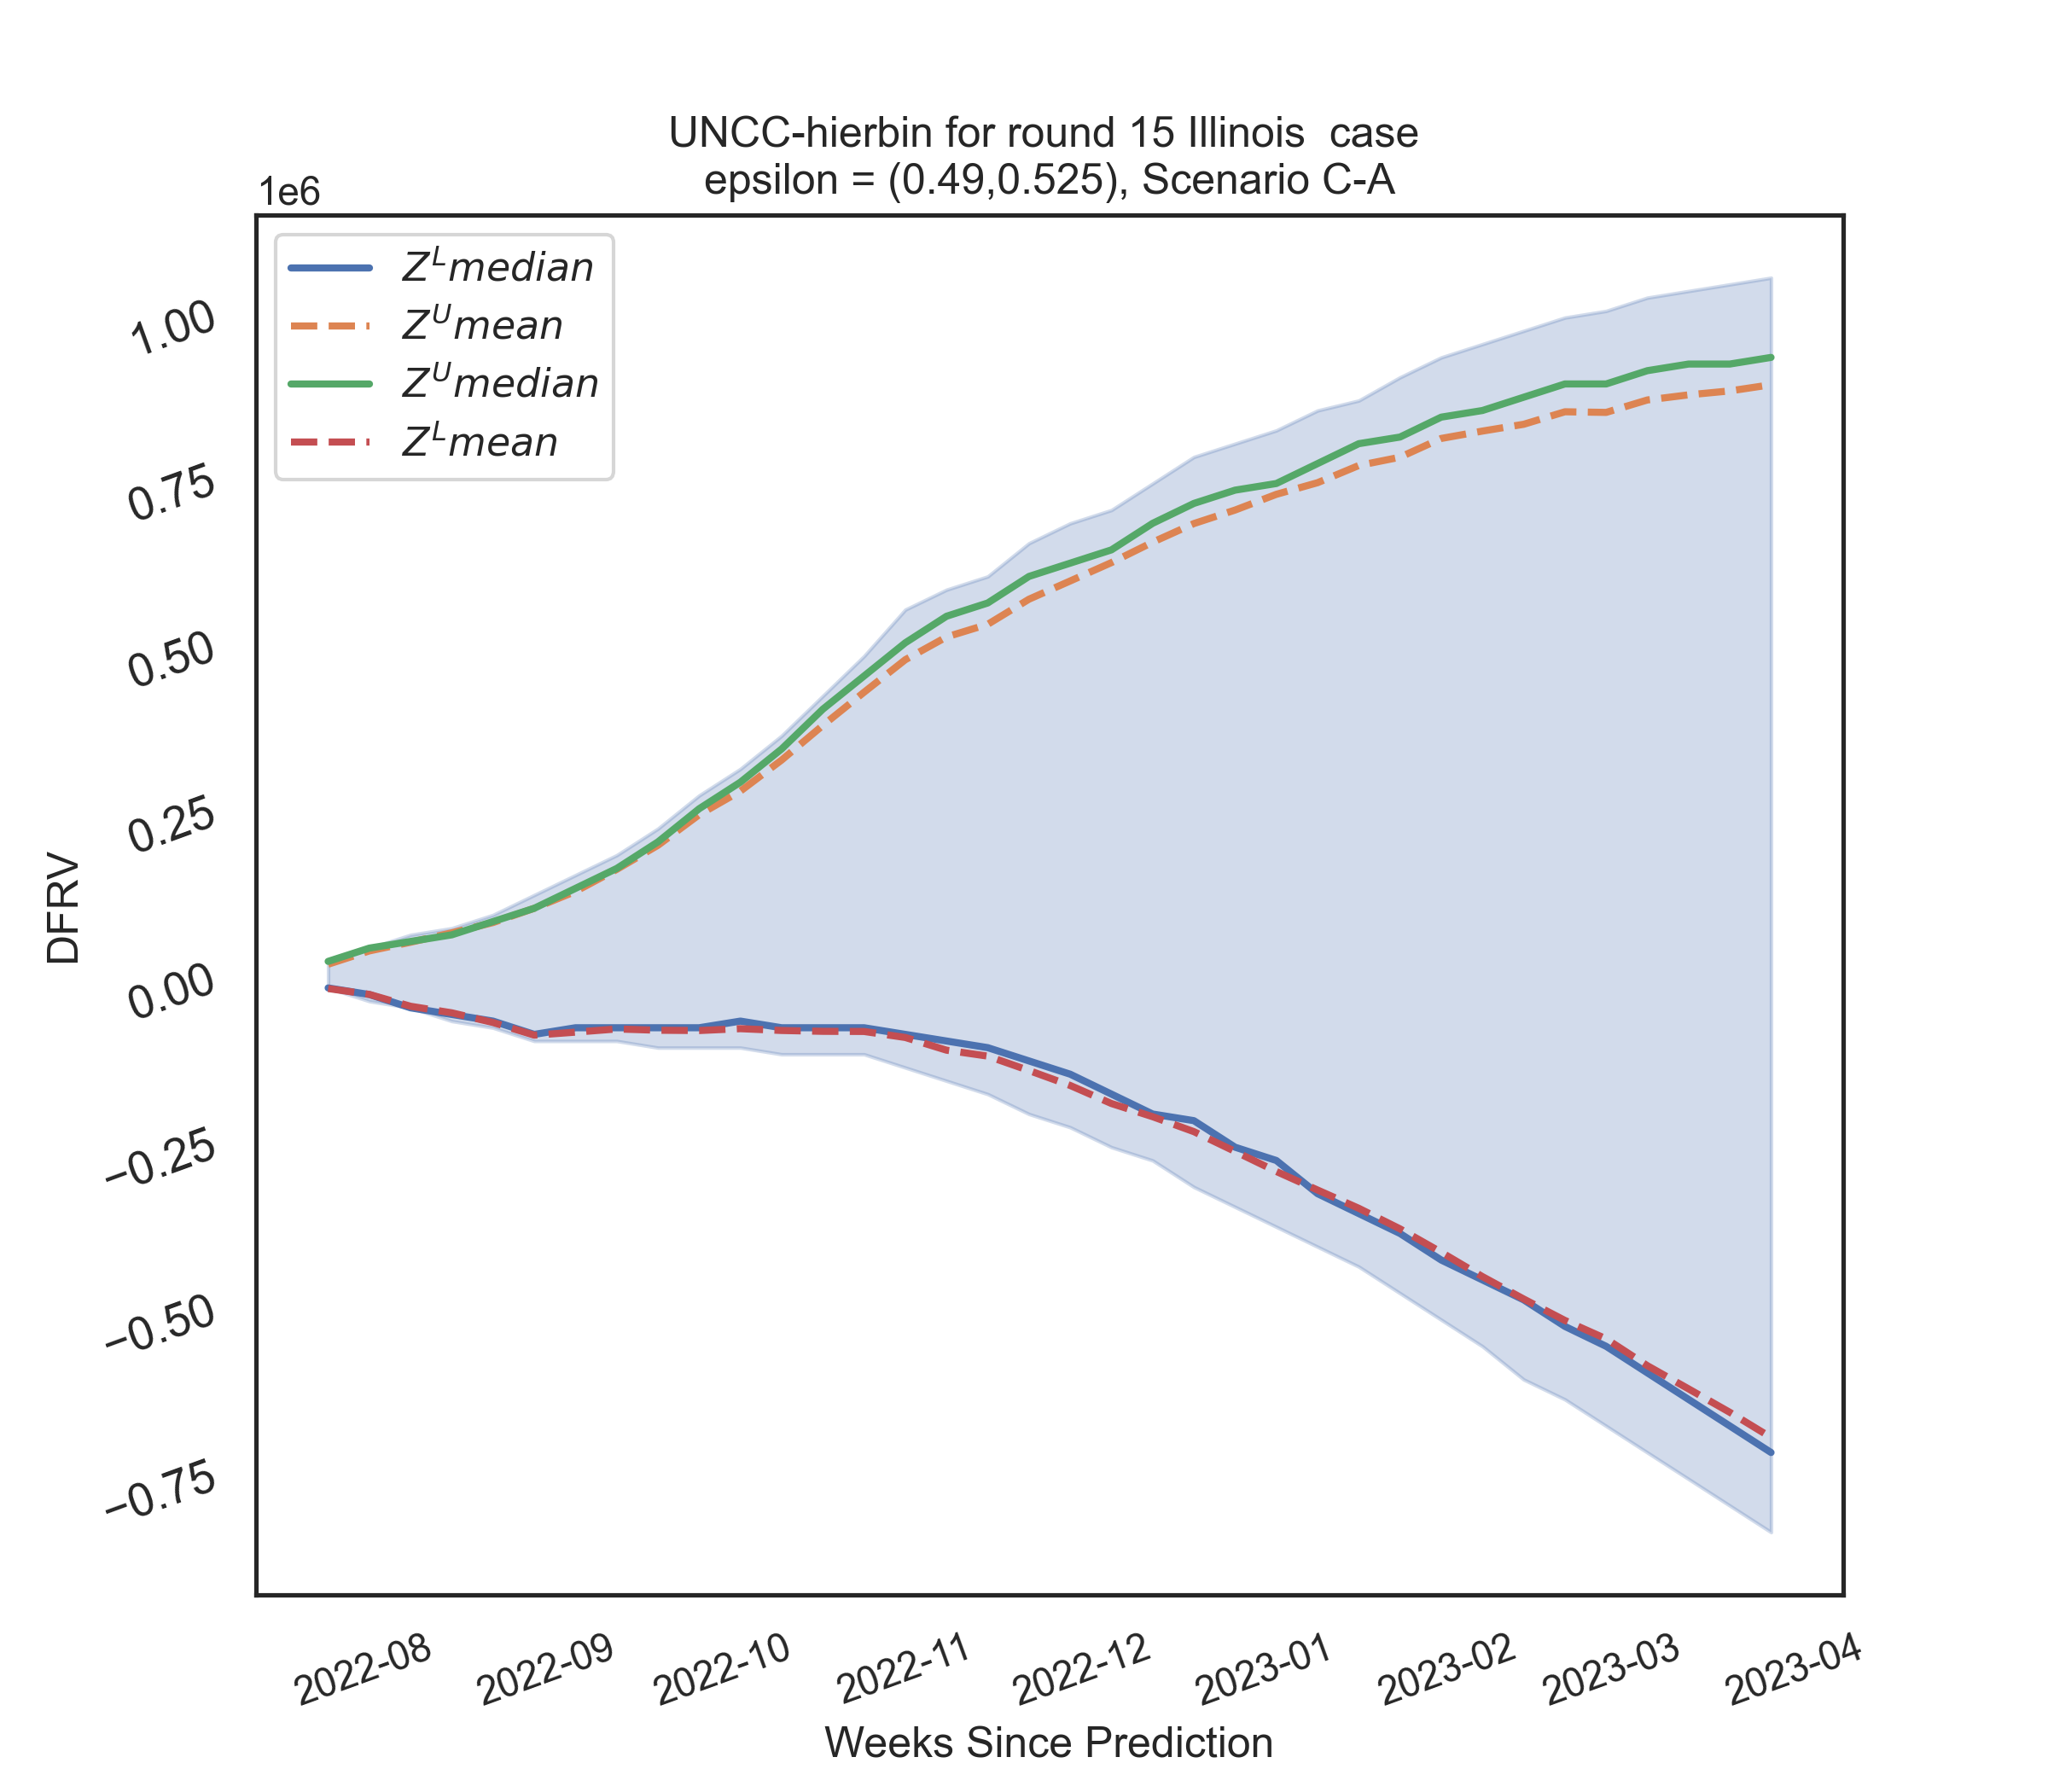 UNCC-hierbin for round 15 Illinois  case
epsilon = (0.49,0.525), Scenario C-A
1e6
Z^L median
Z^U mean
Z^U median
Z^L mean
1.00
0.75
0.50
0.25
0.00
−0.25
−0.50
−0.75
DFRV
2022-08
2022-09
2022-10
2022-11
2022-12
2023-01
2023-02
2023-03
2023-04
Weeks Since Prediction